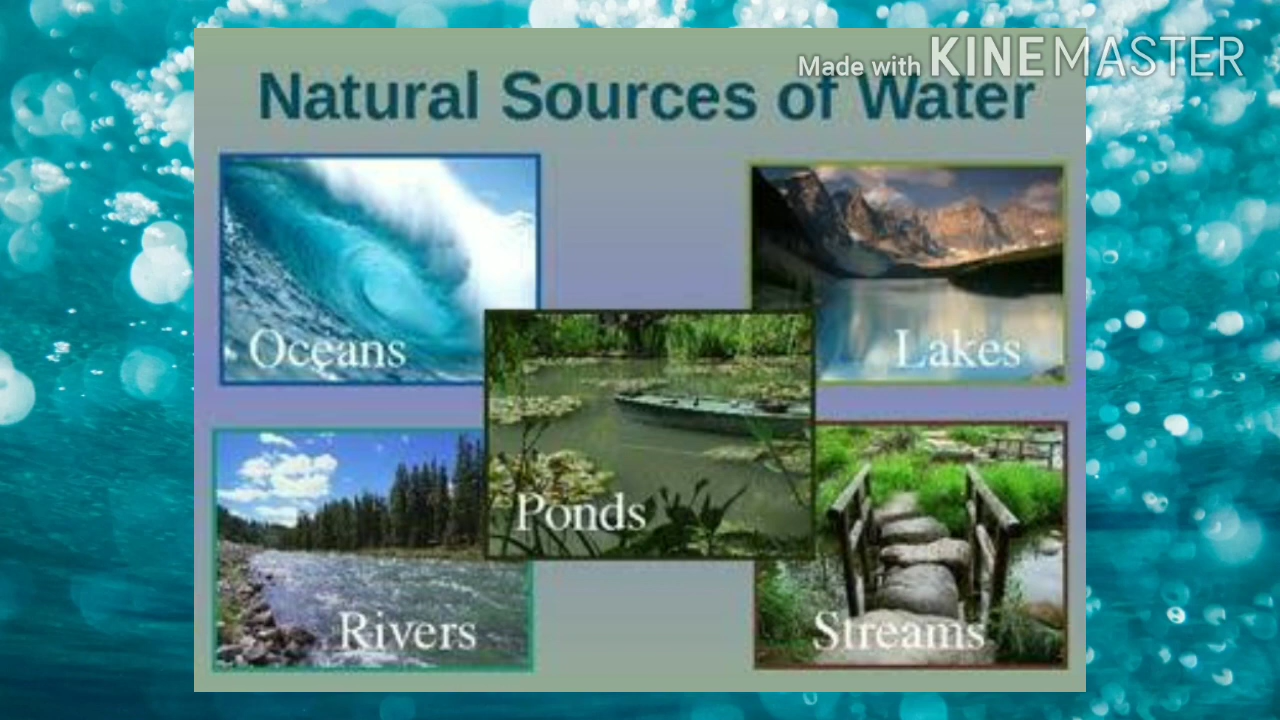 Made with KINEMASTER
Natural Sources of Water
Oceans
Lakes
Ponds
Rivers
Streams